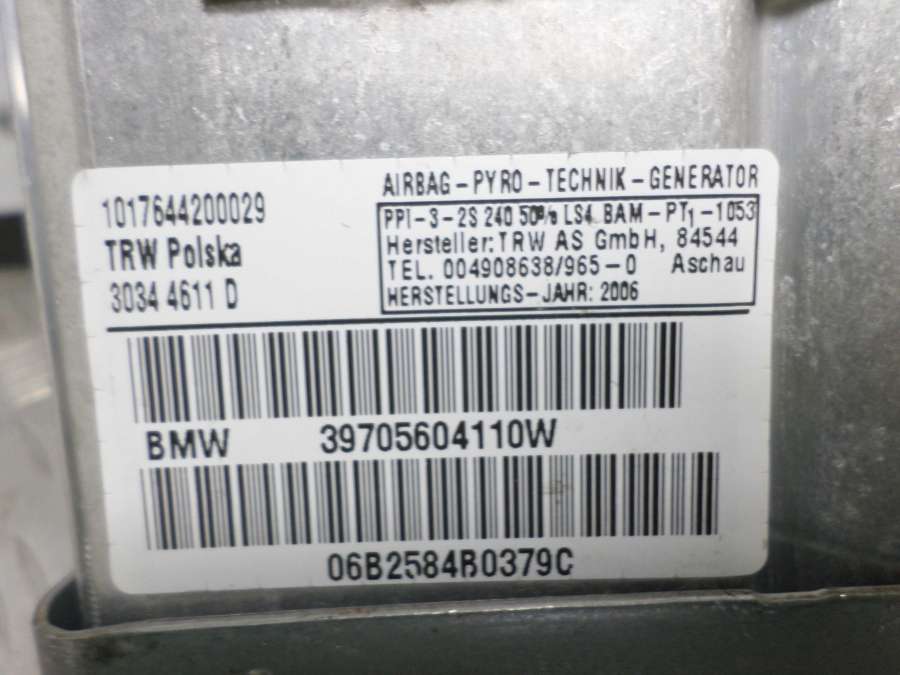 1017644200029
TRW Polska
3034 4611 D
AIRBAG-PYRO-TECHNIK-GENERATOR
PPI-3-2S 240 50% LS4 BAM-PT1-1053
Hersteller: TRW AS GmbH, 84544
TEL. 004908638/965-0 Aschau
HERSTELLUNGS-JAHR: 2006
BMW 39705604110W
06B2584B0379C